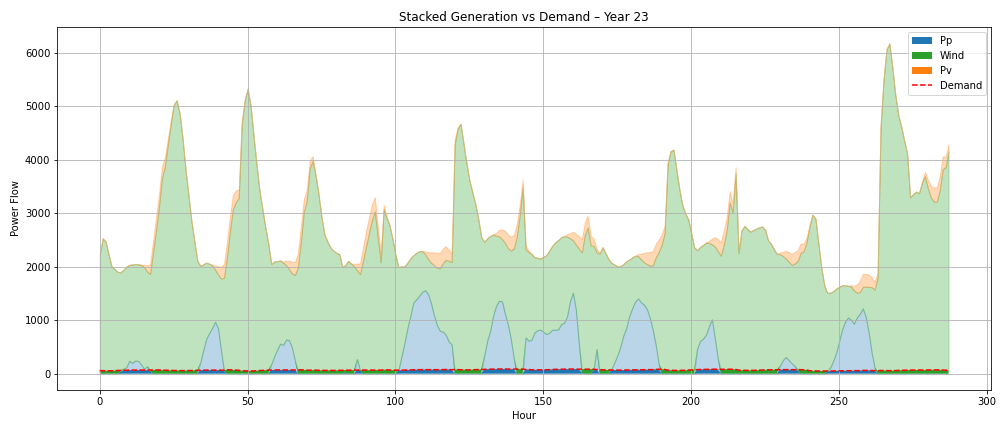 Stacked Generation vs Demand – Year 23
Power Flow
6000
5000
4000
3000
2000
1000
0
Pp
Wind
Pv
Demand
0
50
100
150
200
250
300
Hour